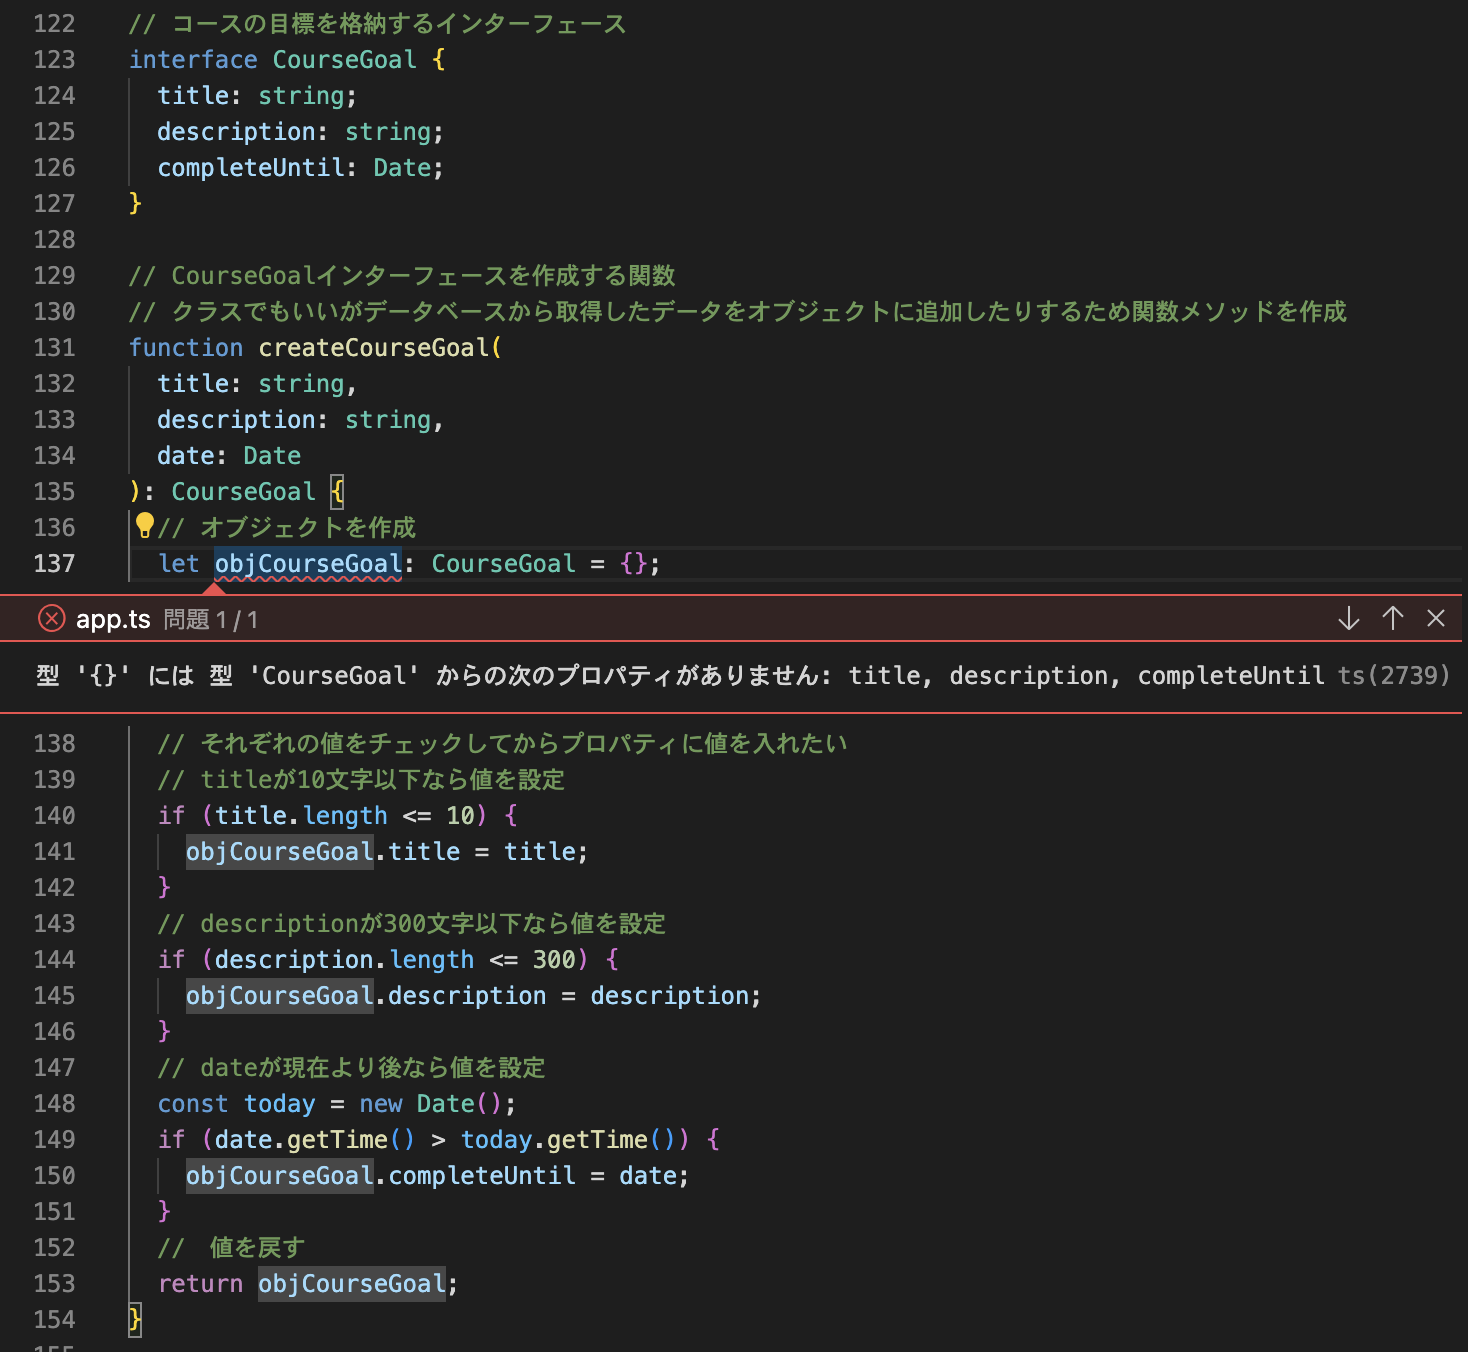 122 // コースの目標を格納するインターフェース
123 interface CourseGoal {
124 title: string;
125 description: string;
126 completeUntil: Date;
127 }
128
129 // CourseGoalインターフェースを作成する関数
130 // クラスでもいいがデータベースから取得したデータをオブジェクトに追加したりするため関数メソッドを作成
131 function createCourseGoal(
132 title: string,
133 description: string,
134 date: Date
135 ): CourseGoal {
136 // オブジェクトを作成
137 let objCourseGoal: CourseGoal = {};
app.ts 問題 1 / 1
型 '{}' には 型 'CourseGoal' からの次のプロパティがありません: title, description, completeUntil ts(2739)
138 // それぞれの値をチェックしてからプロパティに値を入れたい
139 // titleが10文字以下なら値を設定
140 if (title.length <= 10) {
141 objCourseGoal.title = title;
142 }
143 // descriptionが300文字以下なら値を設定
144 if (description.length <= 300) {
145 objCourseGoal.description = description;
146 }
147 // dateが現在より後なら値を設定
148 const today = new Date();
149 if (date.getTime() > today.getTime()) {
150 objCourseGoal.completeUntil = date;
151 }
152 //　値を戻す
153 return objCourseGoal;
154 }